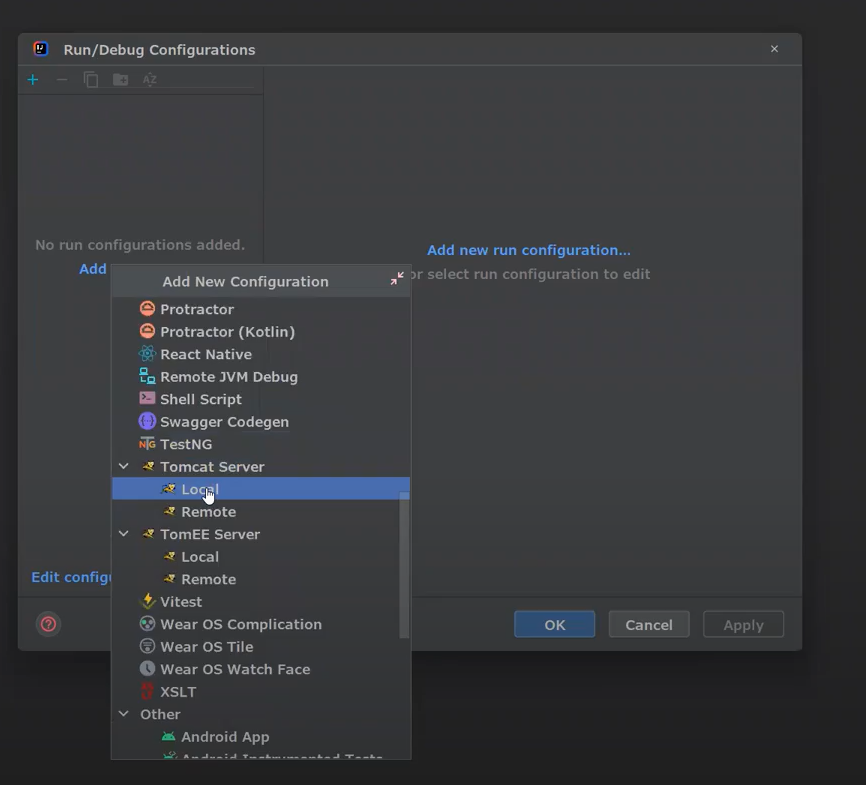 Run/Debug Configurations
No run configurations added.
Add new run configuration...
Add
or select run configuration to edit
Add New Configuration
Protractor
Protractor (Kotlin)
React Native
Remote JVM Debug
Shell Script
Swagger Codegen
TestNG
Tomcat Server
Local
Remote
TomEE Server
Local
Remote
Edit config
Vitest
Wear OS Complication
Wear OS Tile
Wear OS Watch Face
XSLT
Other
Android App
Android Instrumented Tests
OK
Cancel
Apply